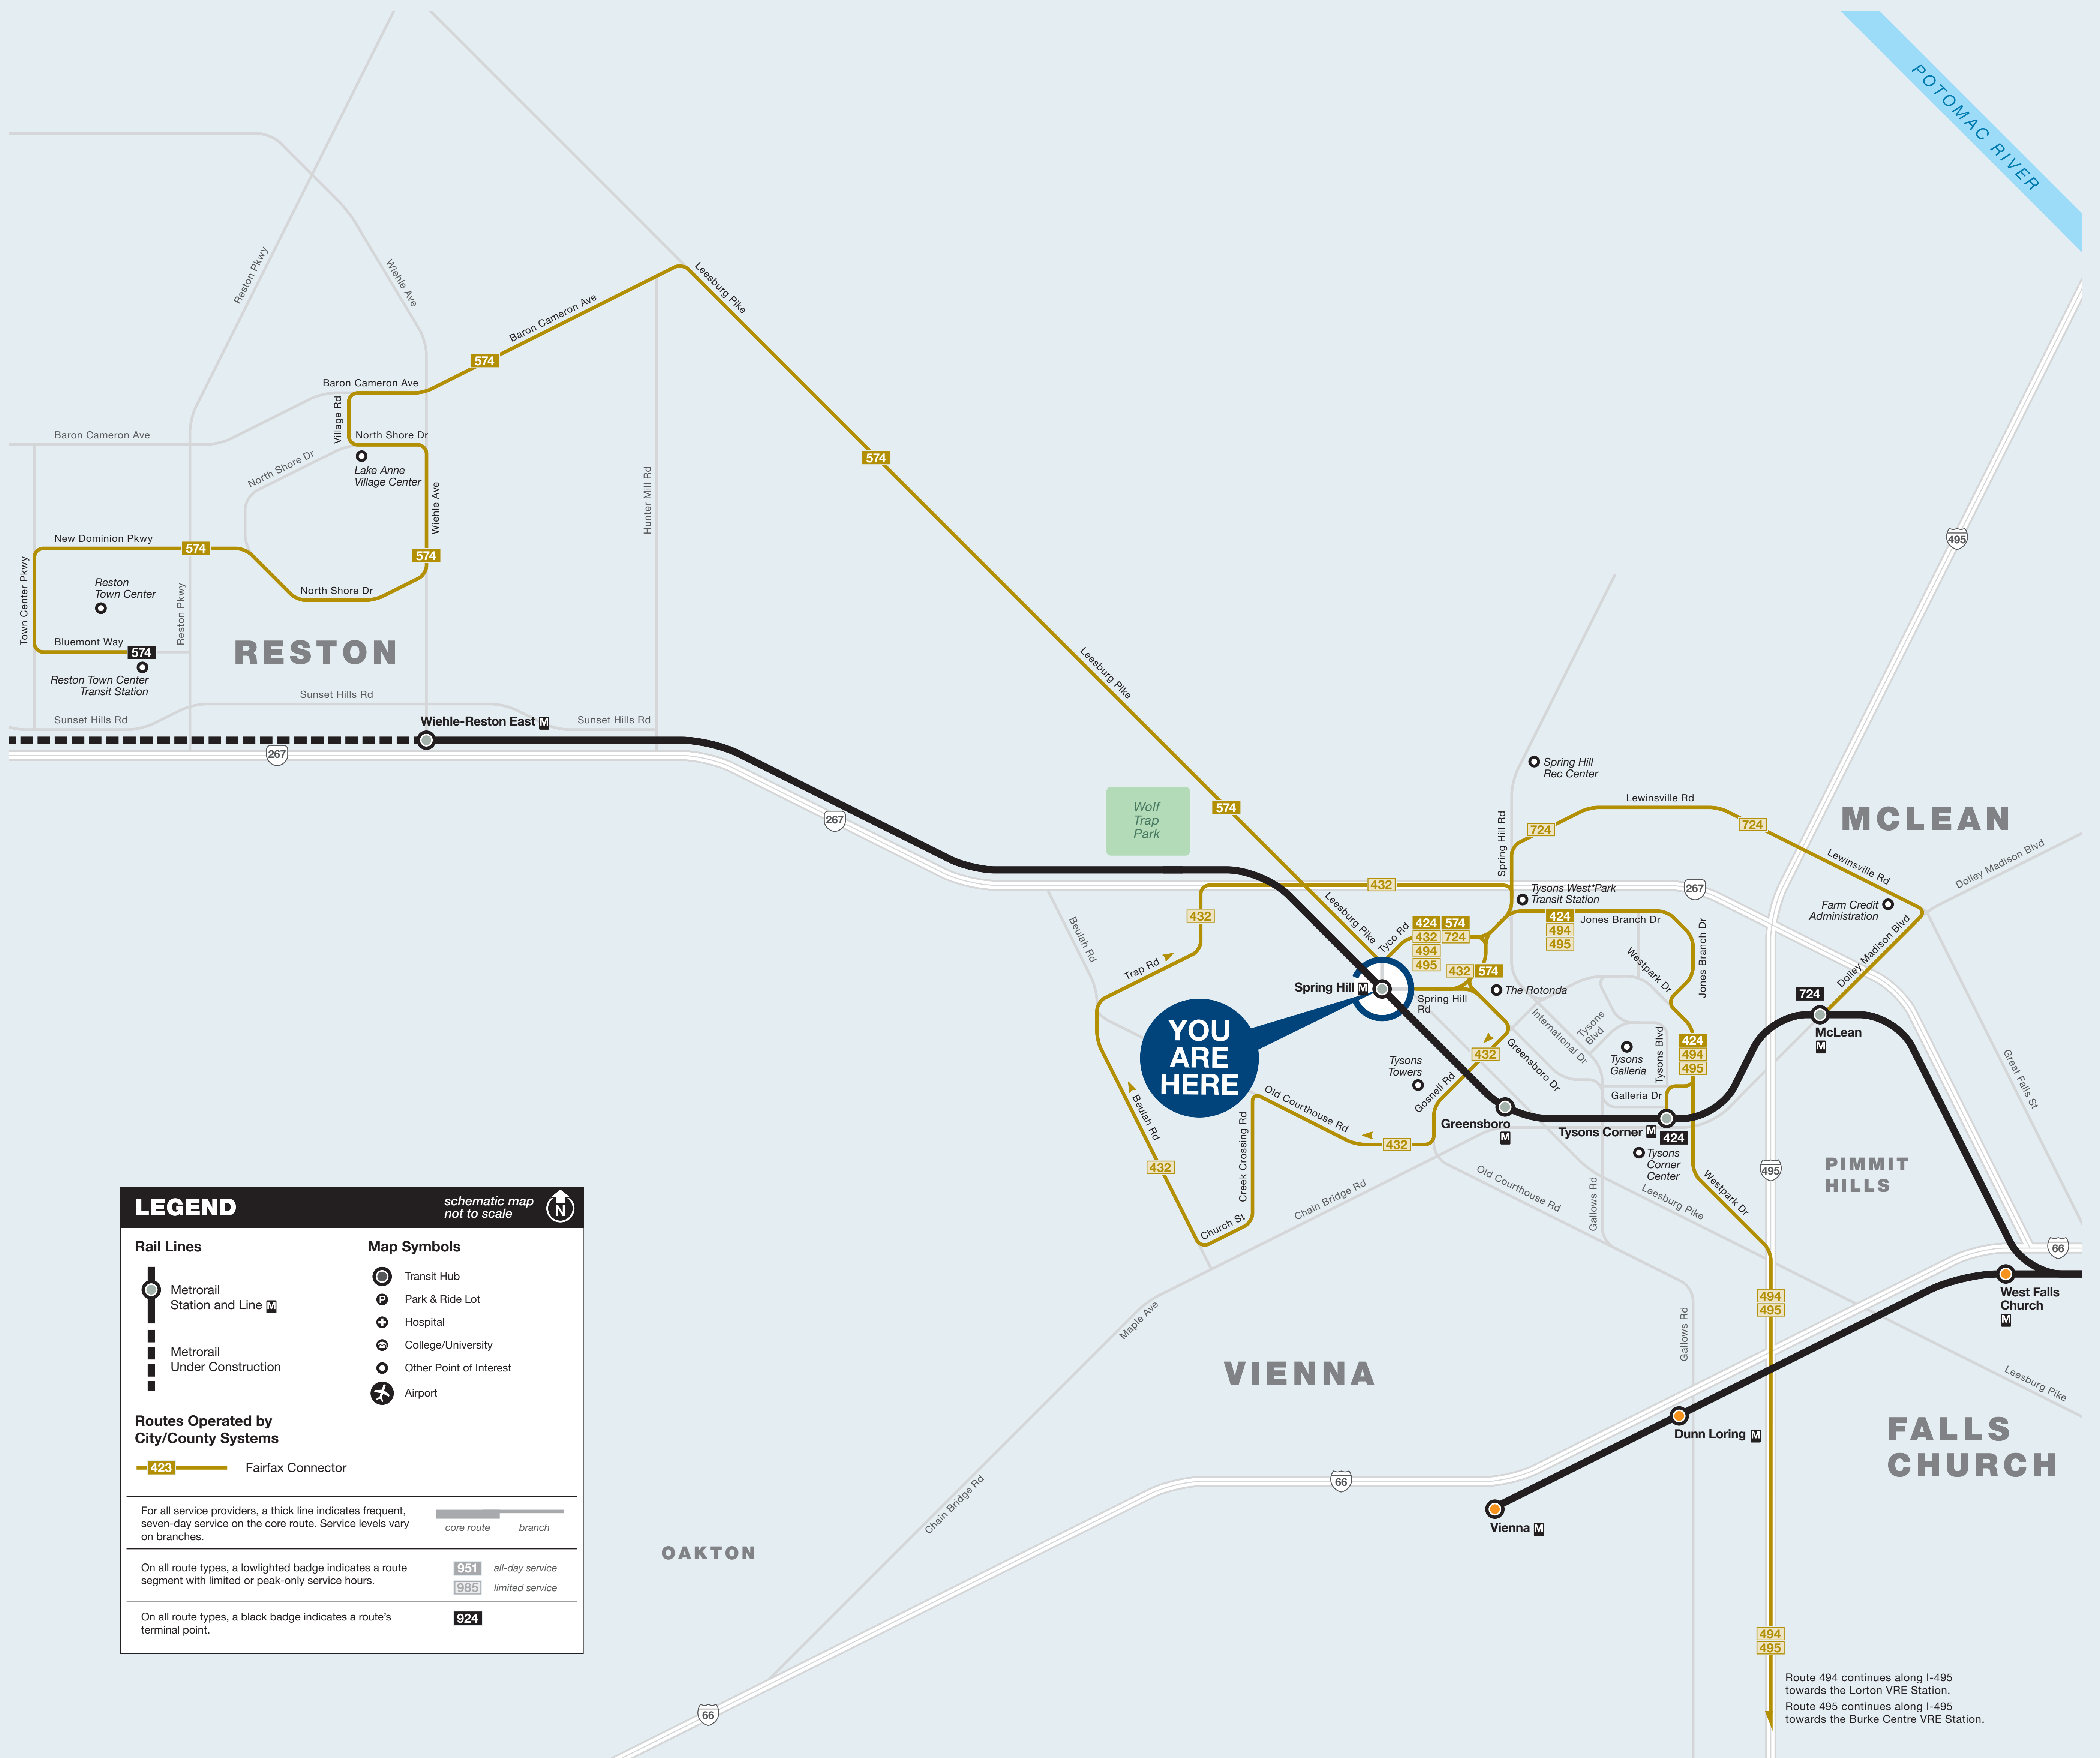 POTOMAC RIVER
Reston Pkwy
Wiehle Ave
Leesburg Pike
Baron Cameron Ave
574
Baron Cameron Ave
Village Rd
Baron Cameron Ave
North Shore Dr
North Shore Dr
Lake Anne
Village Center
Wiehle Ave
Hunter Mill Rd
574
495
New Dominion Pkwy
574
574
Town Center Pkwy
Reston
Town Center
North Shore Dr
Reston Pkwy
Bluemont Way
574
Reston Town Center
Transit Station
RESTON
Sunset Hills Rd
Sunset Hills Rd
Wiehle-Reston East M
Sunset Hills Rd
267
267
Leesburg Pike
574
Wolf
Trap
Park
Spring Hill
Rec Center
Lewinsville Rd
724
724
MCLEAN
Spring Hill Rd
Lewinsville Rd
Dolley Madison Blvd
432
432
Tysons West*Park
Transit Station
267
Farm Credit
Administration
Dolley Madison Blvd
Leesburg Pike
Tyco Rd
424 574
432 724
494
495
424
494
495
Jones Branch Dr
Jones Branch Dr
Westpark Dr
Beulah Rd
Trap Rd
432 574
The Rotonda
Spring Hill M
Spring Hill
Rd
724
McLean
M
YOU
ARE
HERE
International Dr
Tysons
Blvd
Tysons Blvd
Tysons
Galleria
424
494
495
Galleria Dr
432
Greensboro Dr
Tysons
Towers
Gosnell Rd
Great Falls St
Beulah Rd
Old Courthouse Rd
Creek Crossing Rd
432
432
Church St
Greensboro
M
Tysons Corner M
424
Tysons
Corner
Center
Chain Bridge Rd
Old Courthouse Rd
Gallows Rd
Leesburg Pike
Westpark Dr
495
PIMMIT
HILLS
66
494
495
West Falls
Church
M
Maple Ave
Gallows Rd
VIENNA
Leesburg Pike
Dunn Loring M
FALLS
CHURCH
66
Vienna M
Chain Bridge Rd
OAKTON
494
495
66
Route 494 continues along I-495
towards the Lorton VRE Station.
Route 495 continues along I-495
towards the Burke Centre VRE Station.
LEGEND
schematic map
not to scale
N
Rail Lines
Metrorail
Station and Line M
Metrorail
Under Construction
Map Symbols
Transit Hub
P Park & Ride Lot
Hospital
College/University
Other Point of Interest
Airport
Routes Operated by
City/County Systems
423 Fairfax Connector
For all service providers, a thick line indicates frequent,
seven-day service on the core route. Service levels vary
on branches.
core route branch
On all route types, a lowlighted badge indicates a route
segment with limited or peak-only service hours.
951 all-day service
985 limited service
On all route types, a black badge indicates a route's
terminal point.
924